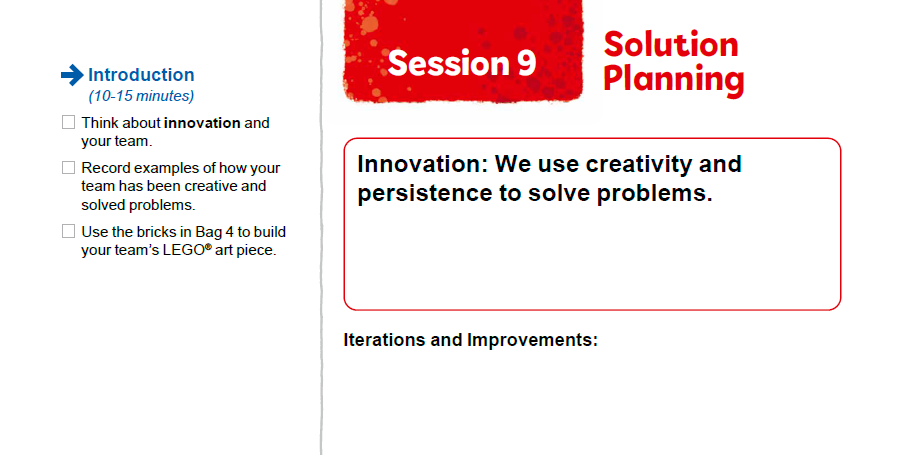 Session 9
Solution
Planning
Introduction
(10-15 minutes)
Think about innovation and
your team.
Record examples of how your
team has been creative and
solved problems.
Use the bricks in Bag 4 to build
your team's LEGO® art piece.
Innovation: We use creativity and
persistence to solve problems.
Iterations and Improvements: